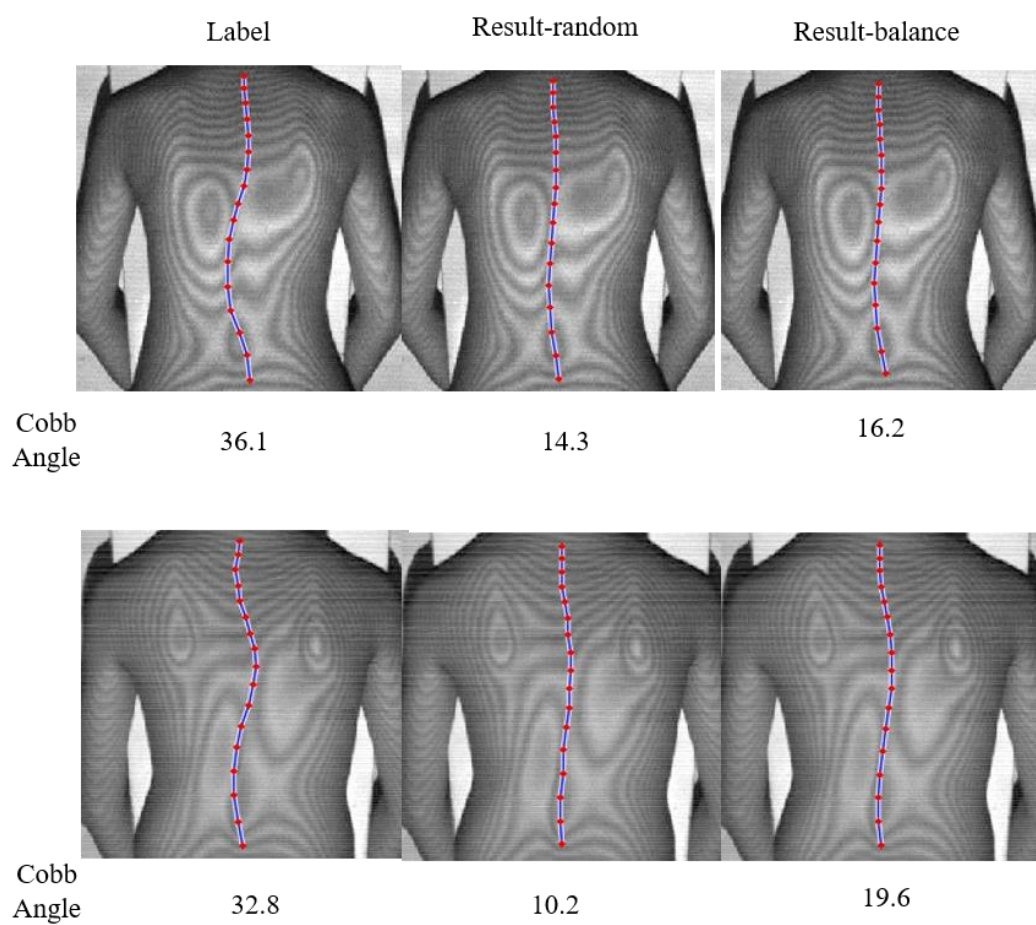 Label
Result-random
Result-balance
Cobb
Angle
36.1
14.3
16.2
Cobb
Angle
32.8
10.2
19.6